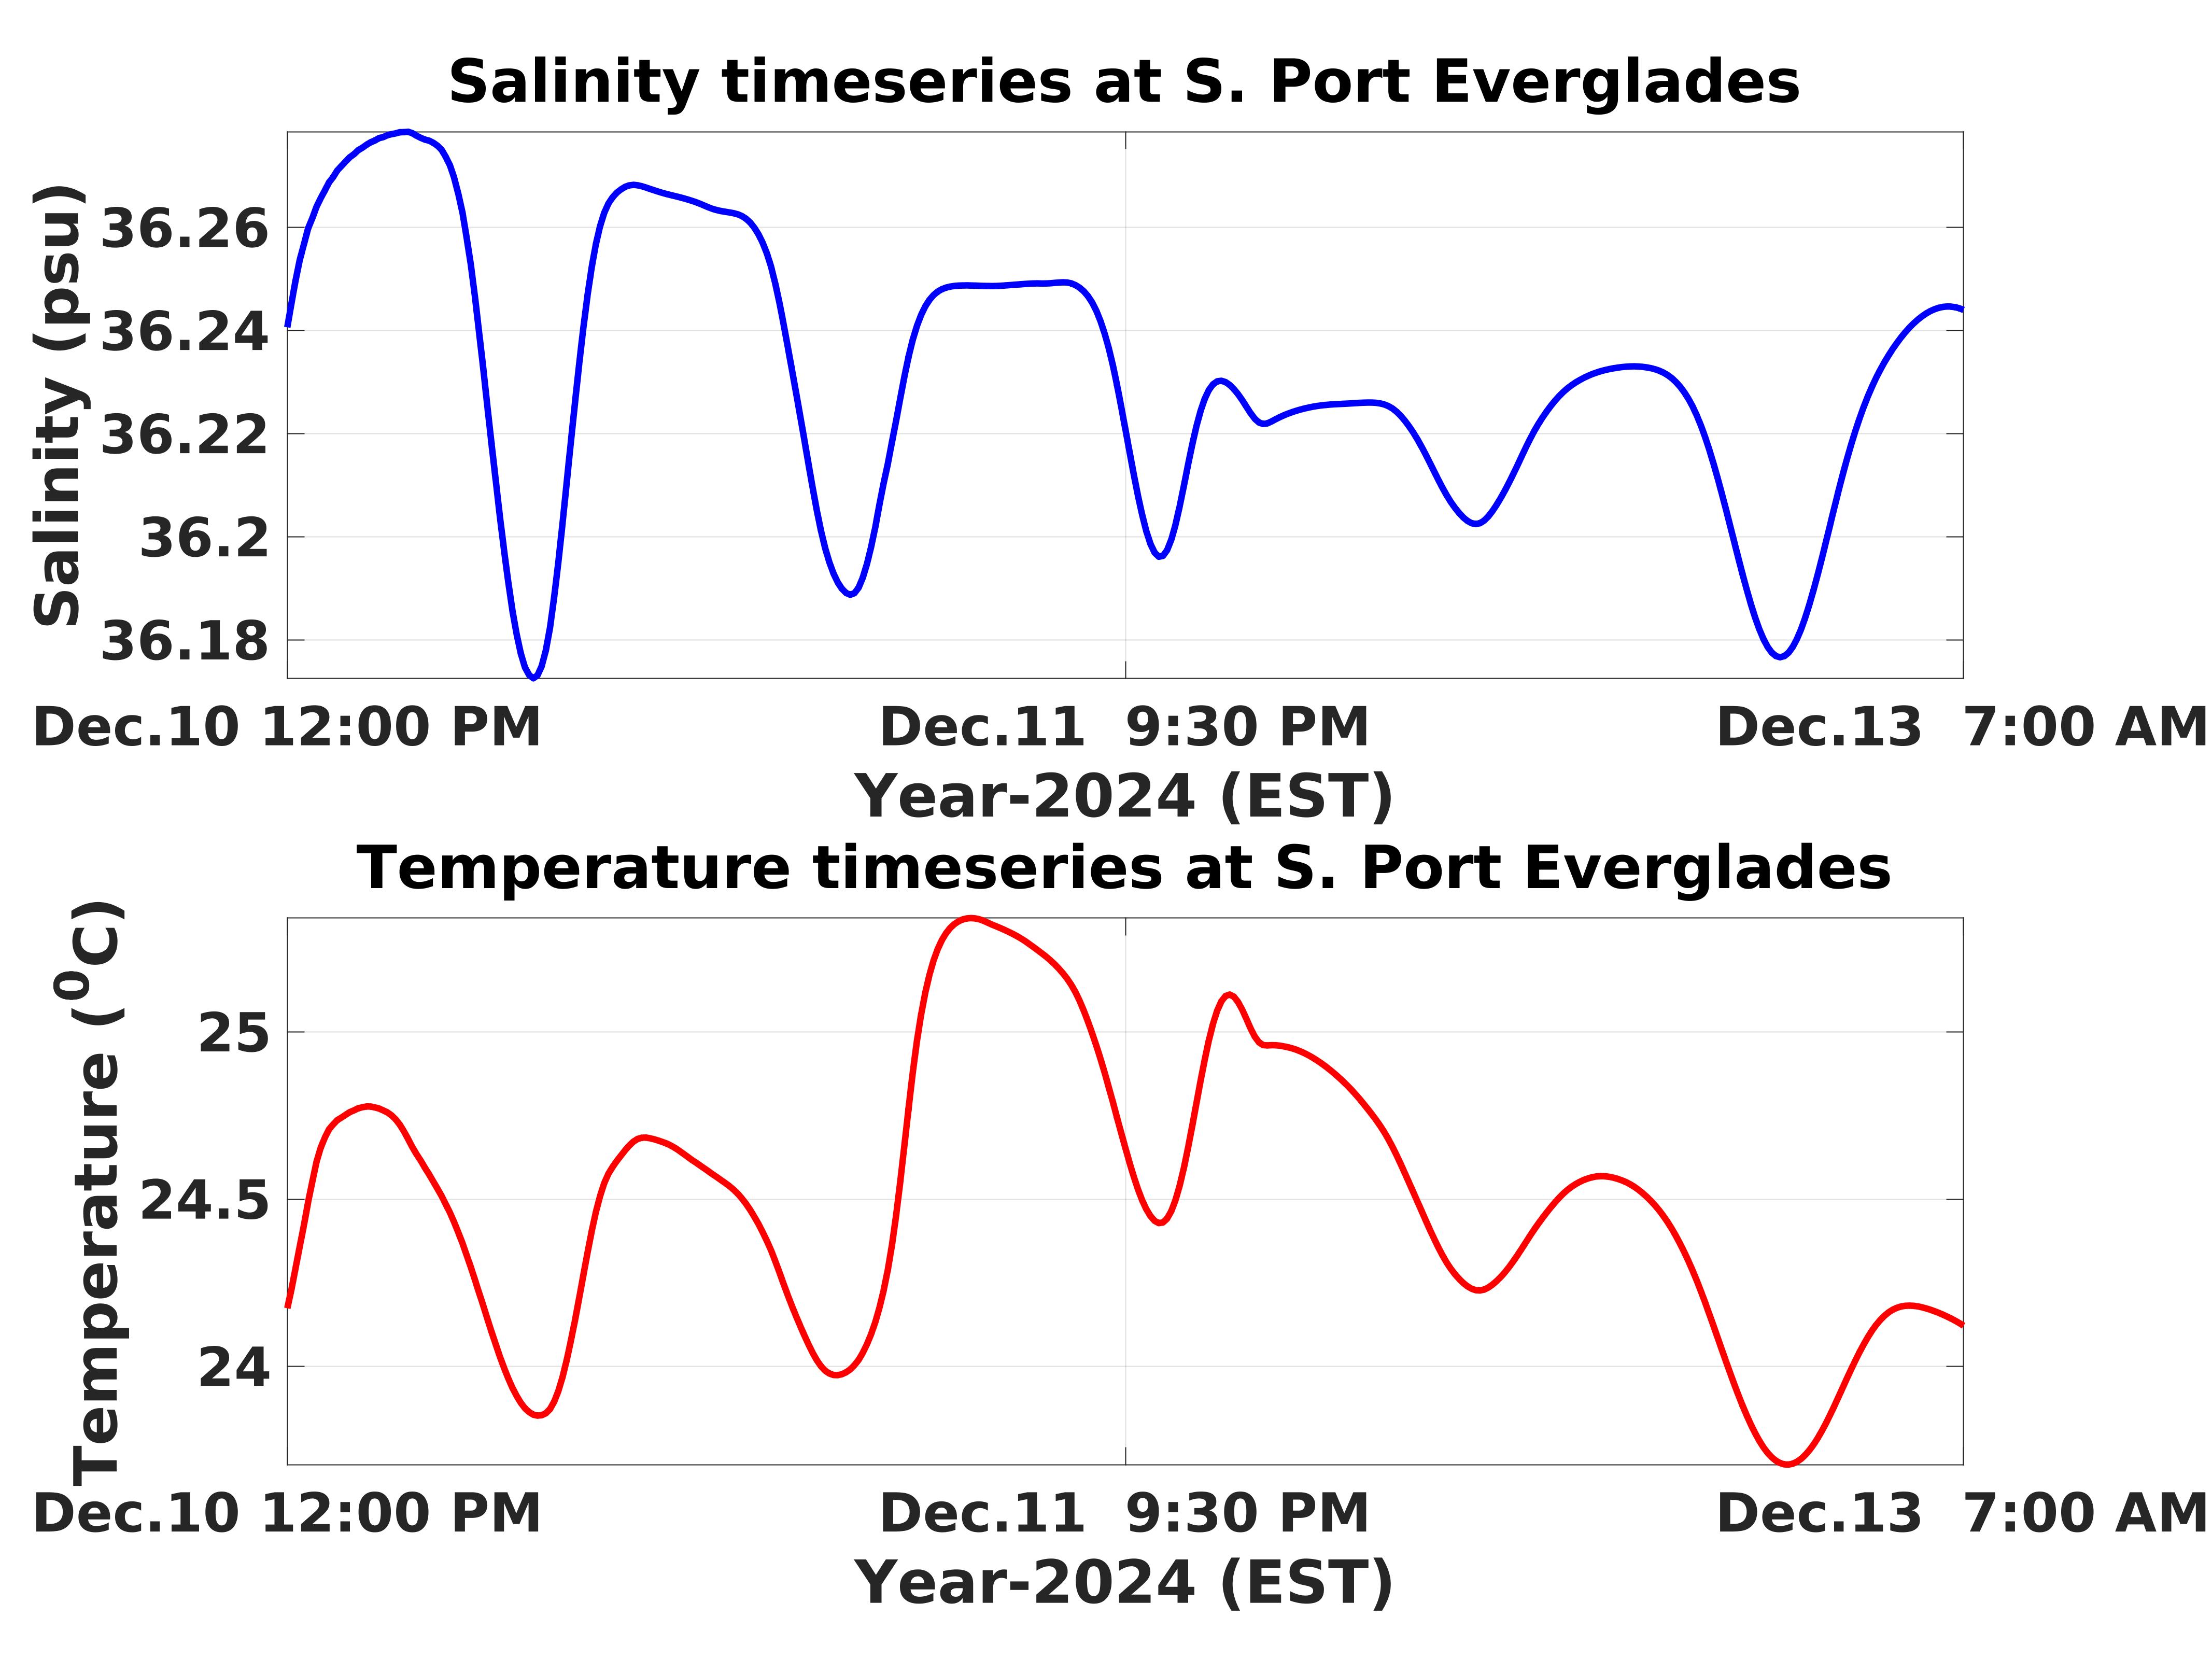 Salinity timeseries at S. Port Everglades
Salinity (psu)
36.26
36.24
36.22
36.2
36.18
Dec.10 12:00 PM Dec.11 9:30 PM Dec.13 7:00 AM
Year-2024 (EST)
Temperature timeseries at S. Port Everglades
Temperature (⁰C)
25
24.5
24
Dec.10 12:00 PM Dec.11 9:30 PM Dec.13 7:00 AM
Year-2024 (EST)